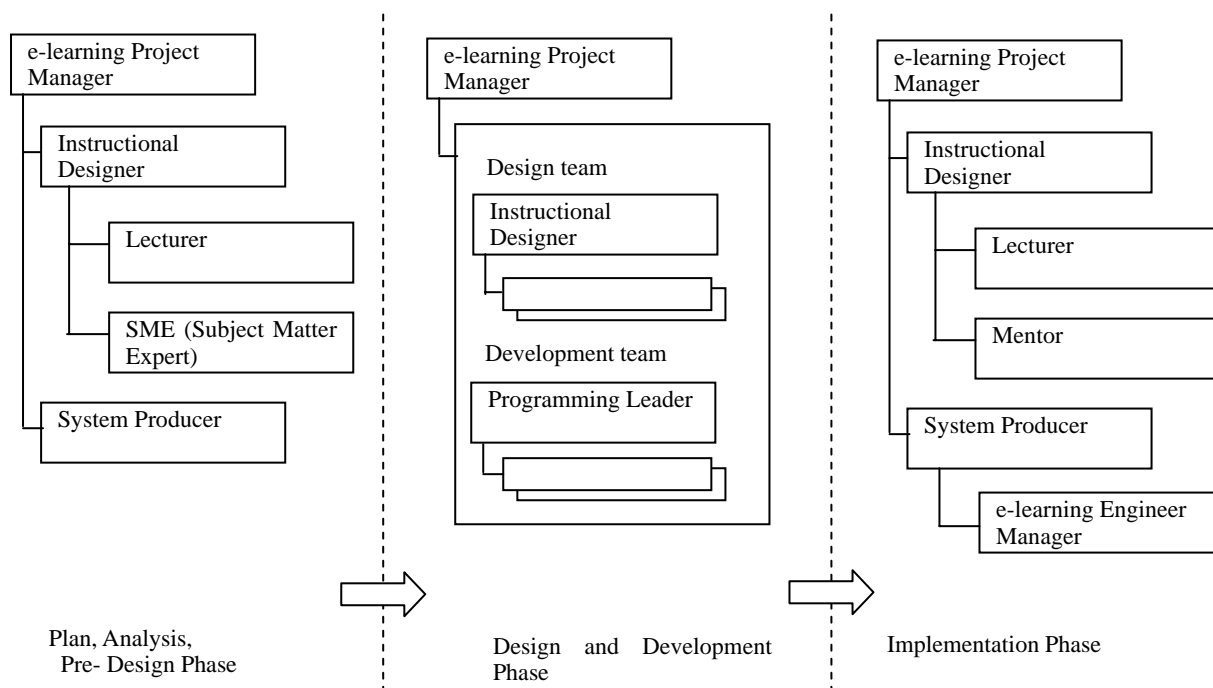 e-learning Project
Manager
Instructional
Designer
Lecturer
SME (Subject Matter
Expert)
System Producer
Plan, Analysis,
Pre- Design Phase
e-learning Project
Manager
Design team
Instructional
Designer
Development team
Programming Leader
Design and Development
Phase
e-learning Project
Manager
Instructional
Designer
Lecturer
Mentor
System Producer
e-learning Engineer
Manager
Implementation Phase